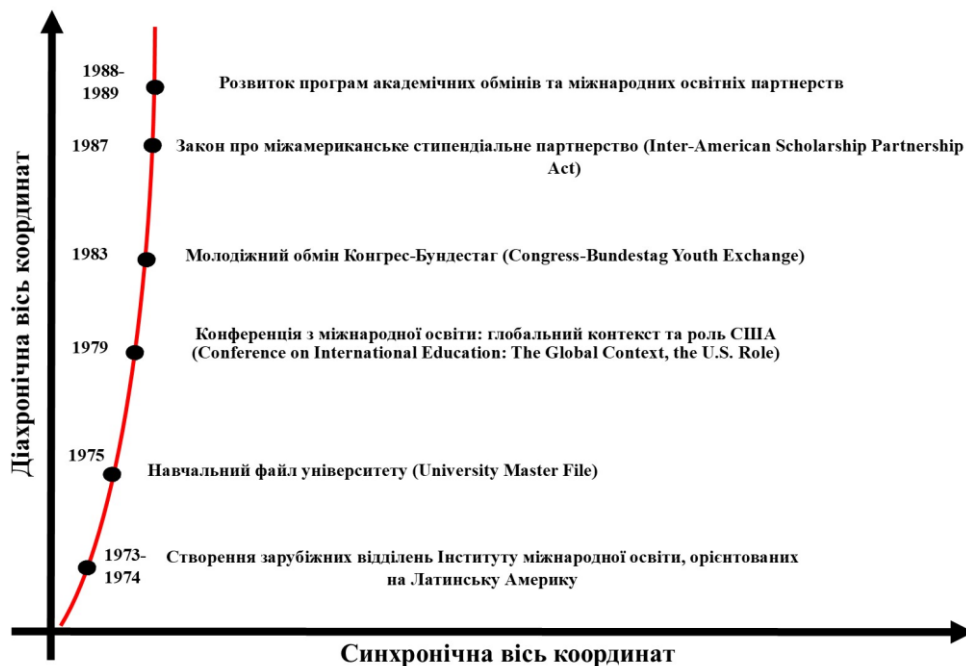 1988-
1989
Розвиток програм академічних обмінів та міжнародних освітніх партнерств
1987
Закон про міжамериканське стипендіальне партнерство (Inter-American Scholarship Partnership
Act)
1983
Молодіжний обмін Конгрес-Бундестаг (Congress-Bundestag Youth Exchange)
1979
Конференція з міжнародної освіти: глобальний контекст та роль США
(Conference on International Education: The Global Context, the U.S. Role)
1975
Навчальний файл університету (University Master File)
1973-
1974
Створення зарубіжних відділень Інституту міжнародної освіти, орієнтованих
на Латинську Америку
Діахронічна вісь координат
Синхронічна вісь координат